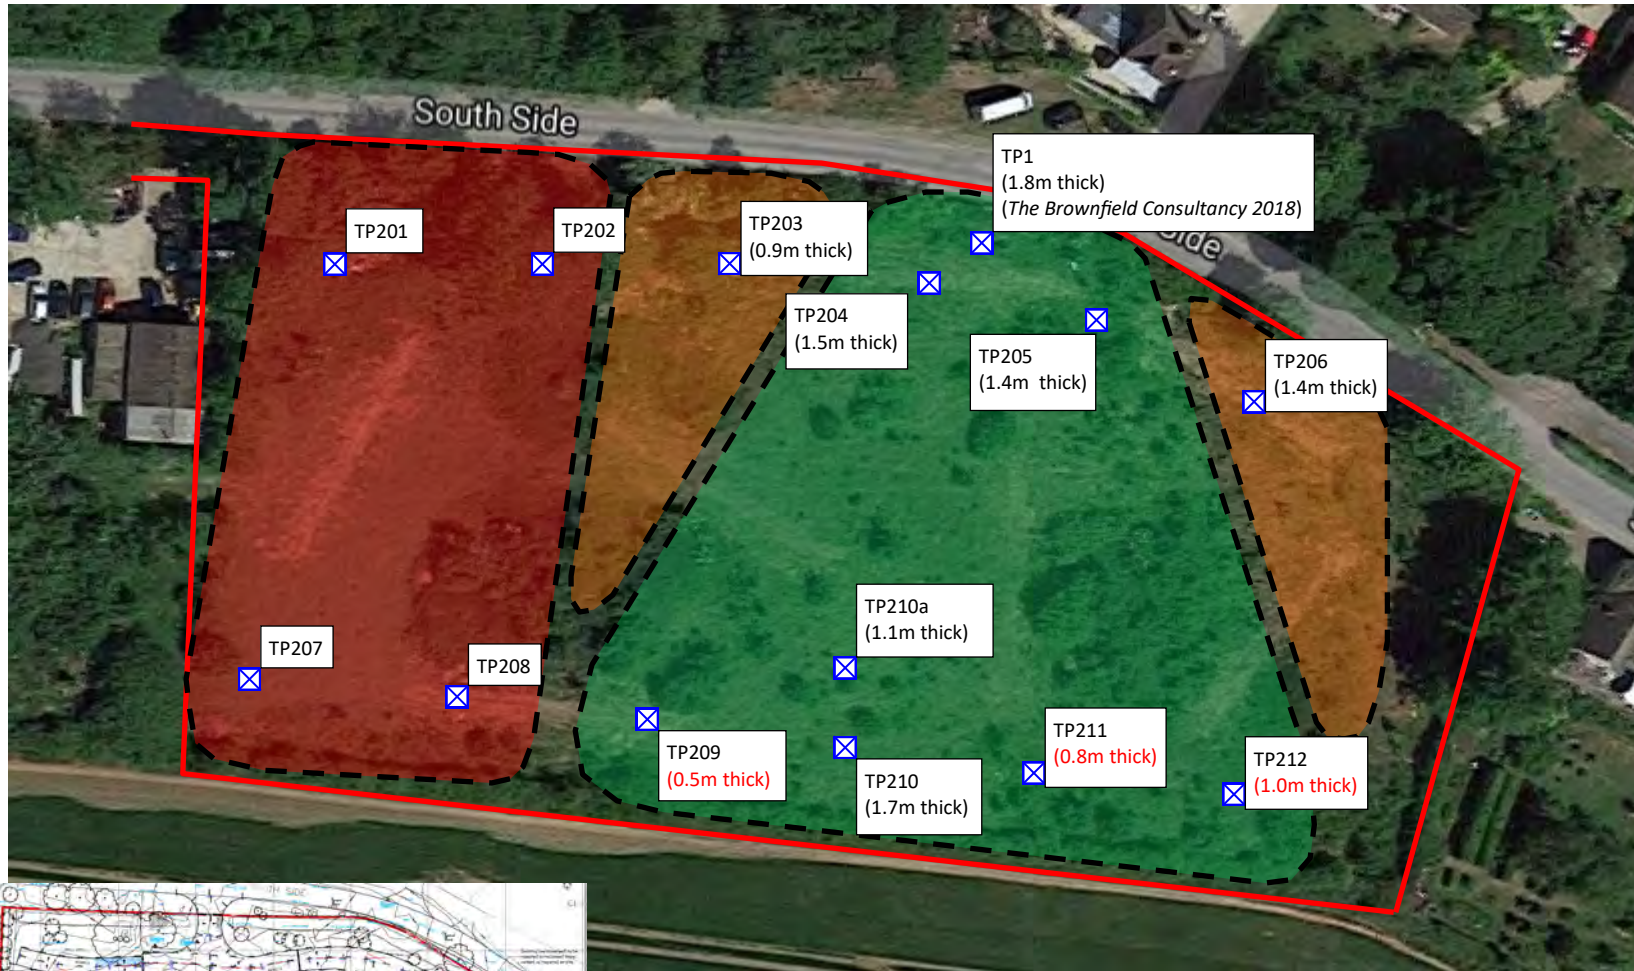 South Side
TP1
(1.8m thick)
(The Brownfield Consultancy 2018)
Side
TP201
TP202
TP203
(0.9m thick)
TP204
(1.5m thick)
TP205
(1.4m  thick)
TP206
(1.4m thick)
TP210a
(1.1m thick)
TP207
TP208
TP209
(0.5m thick)
TP210
(1.7m thick)
TP211
(0.8m thick)
TP212
(1.0m thick)
SIDE